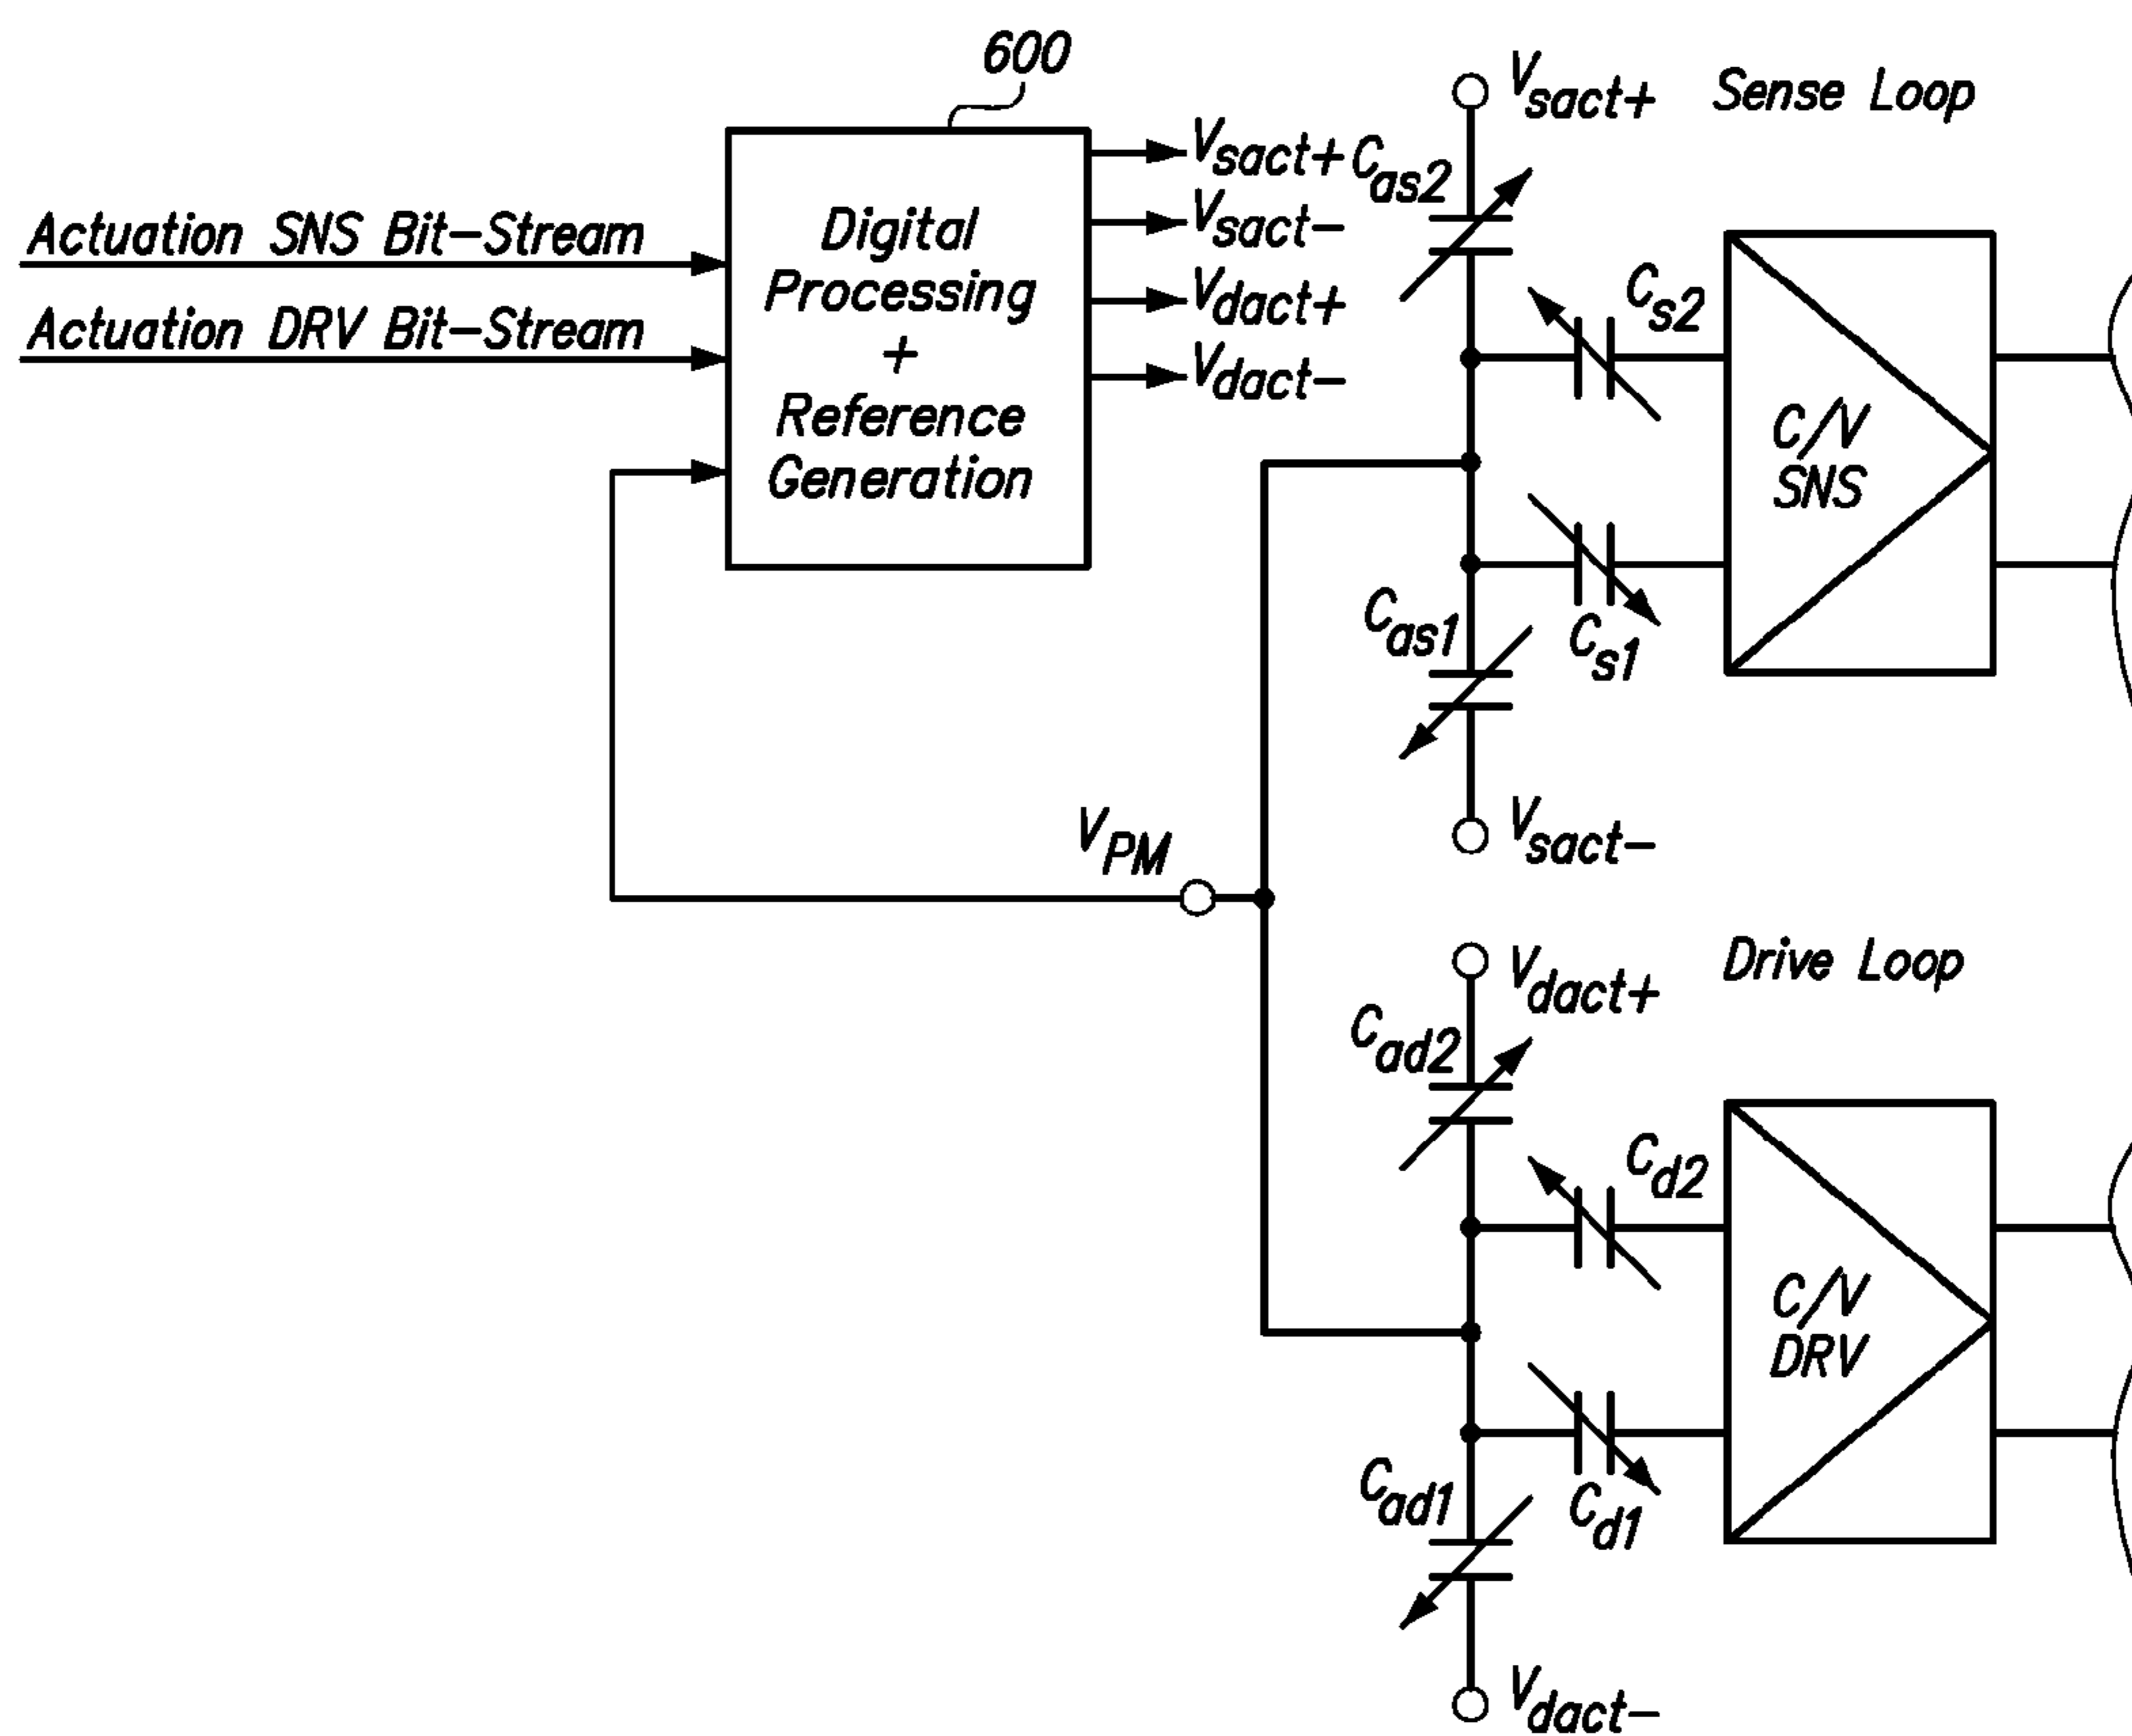 600
Actuation SNS Bit-Stream
Actuation DRV Bit-Stream
Digital
Processing
+
Reference
Generation
Vsact+
Vsact-
Vdact+
Vdact-
VPM
Vsact+
Sense Loop
Cas2
Cs2
C/V
SNS
Cas1
Cs1
Vsact-
Vdact+
Drive Loop
Cad2
Cd2
C/V
DRV
Cad1
Cd1
Vdact-